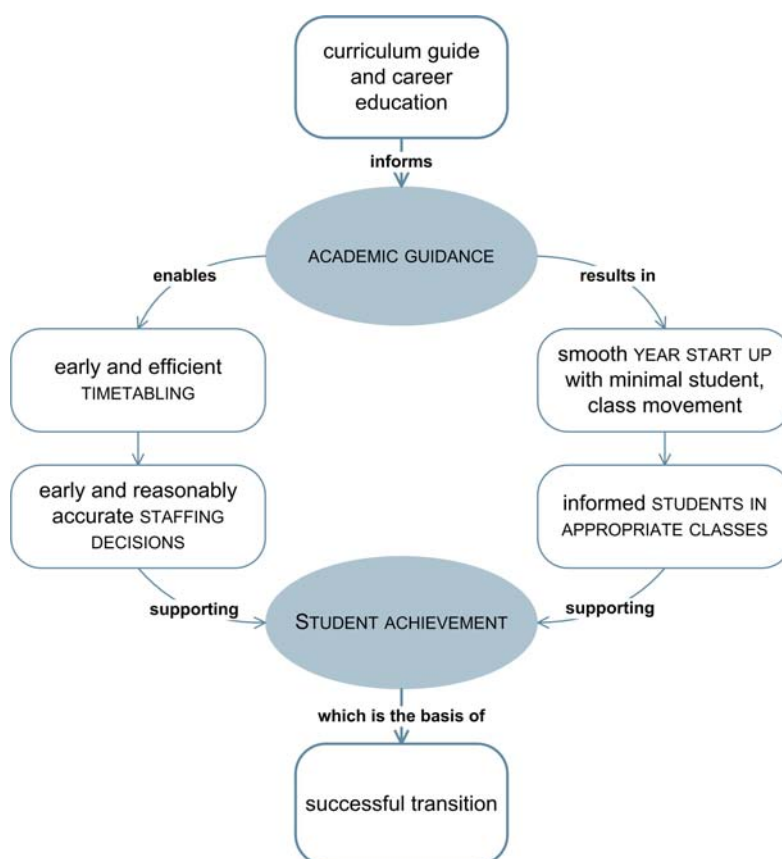 curriculum guide
and career
education
informs
ACADEMIC GUIDANCE
enables
results in
early and efficient
TIMETABLING
smooth YEAR START UP
with minimal student,
class movement
early and reasonably
accurate STAFFING
DECISIONS
informed STUDENTS IN
APPROPRIATE CLASSES
supporting
supporting
STUDENT ACHIEVEMENT
which is the basis of
successful transition